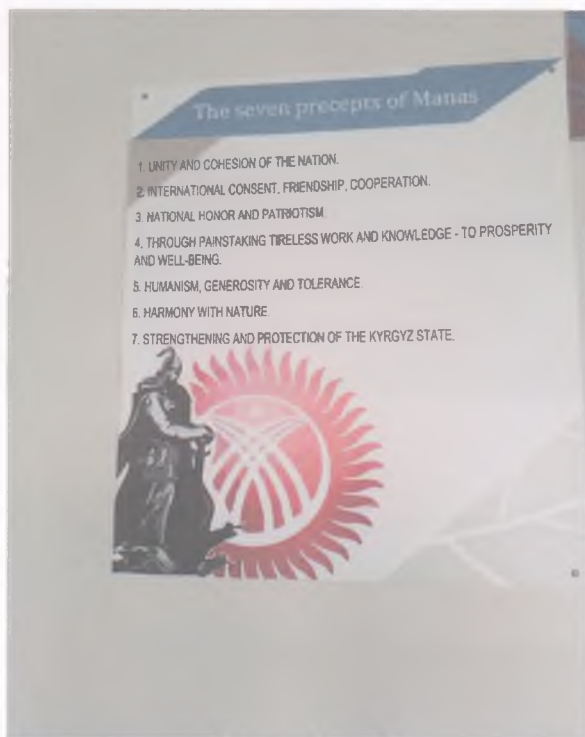 The seven precepts of Manas
1. UNITY AND COHESION OF THE NATION.
2. INTERNATIONAL CONSENT, FRIENDSHIP, COOPERATION.
3. NATIONAL HONOR AND PATRIOTISM.
4. THROUGH PAINSTAKING TIRELESS WORK AND KNOWLEDGE - TO PROSPERITY
AND WELL-BEING.
5. HUMANISM, GENEROSITY AND TOLERANCE.
6. HARMONY WITH NATURE.
7. STRENGTHENING AND PROTECTION OF THE KYRGYZ STATE.